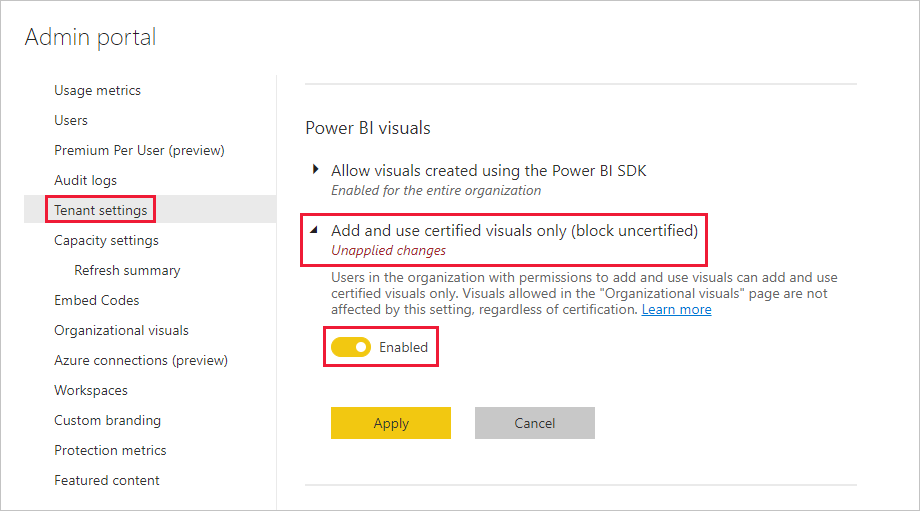 Admin portal
Usage metrics
Users
Premium Per User (preview)
Audit logs
Tenant settings
Capacity settings
Refresh summary
Embed Codes
Organizational visuals
Azure connections (preview)
Workspaces
Custom branding
Protection metrics
Featured content
Power BI visuals
Allow visuals created using the Power BI SDK
Enabled for the entire organization
Add and use certified visuals only (block uncertified)
Unapplied changes
Users in the organization with permissions to add and use visuals can add and use
certified visuals only. Visuals allowed in the "Organizational visuals" page are not
affected by this setting, regardless of certification. Learn more
Enabled
Apply
Cancel